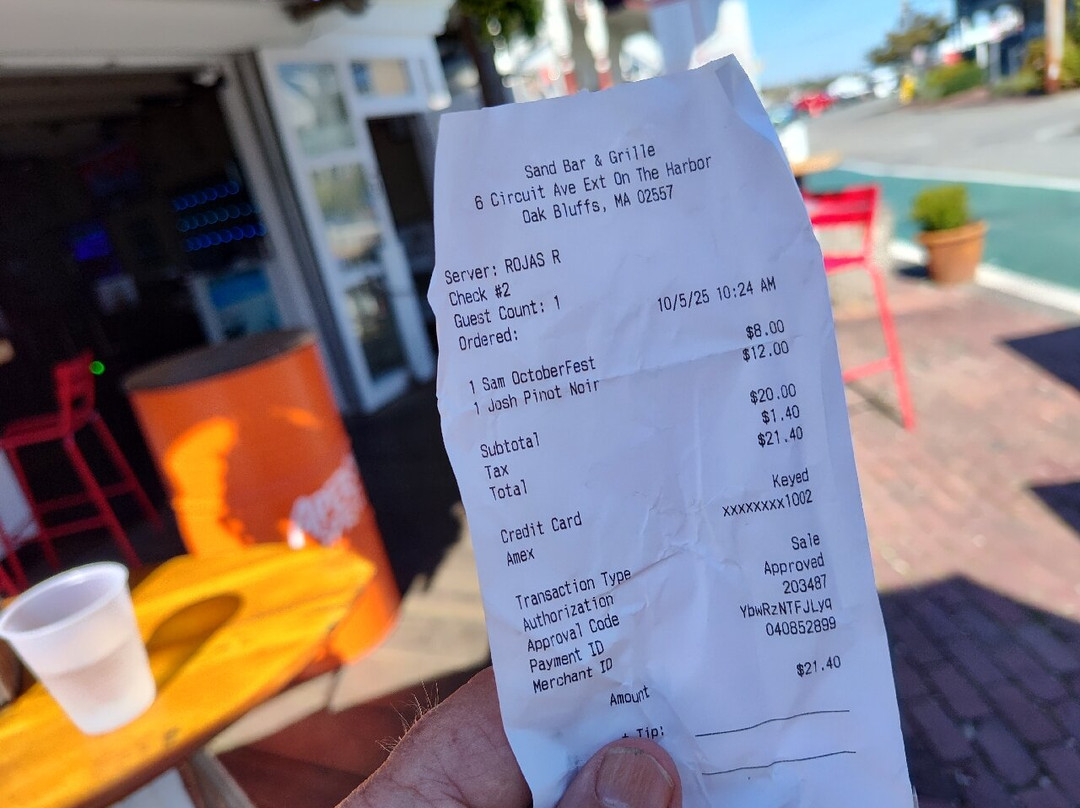 Sand Bar & Grille
6 Circuit Ave Ext On The Harbor
Oak Bluffs, MA 02557
Server: ROJAS R
Check #2
Guest Count: 1
Ordered: 10/5/25 10:24 AM
1 Sam OctoberFest $8.00
1 Josh Pinot Noir $12.00
Subtotal $20.00
Tax $1.40
Total $21.40
Credit Card Keyed
Amex xxxxxxxx1002
Transaction Type Sale
Authorization Approved
Approval Code 203487
Payment ID YbwRzNTFJLyq
Merchant ID 040852899
Amount $21.40
+ Tip: